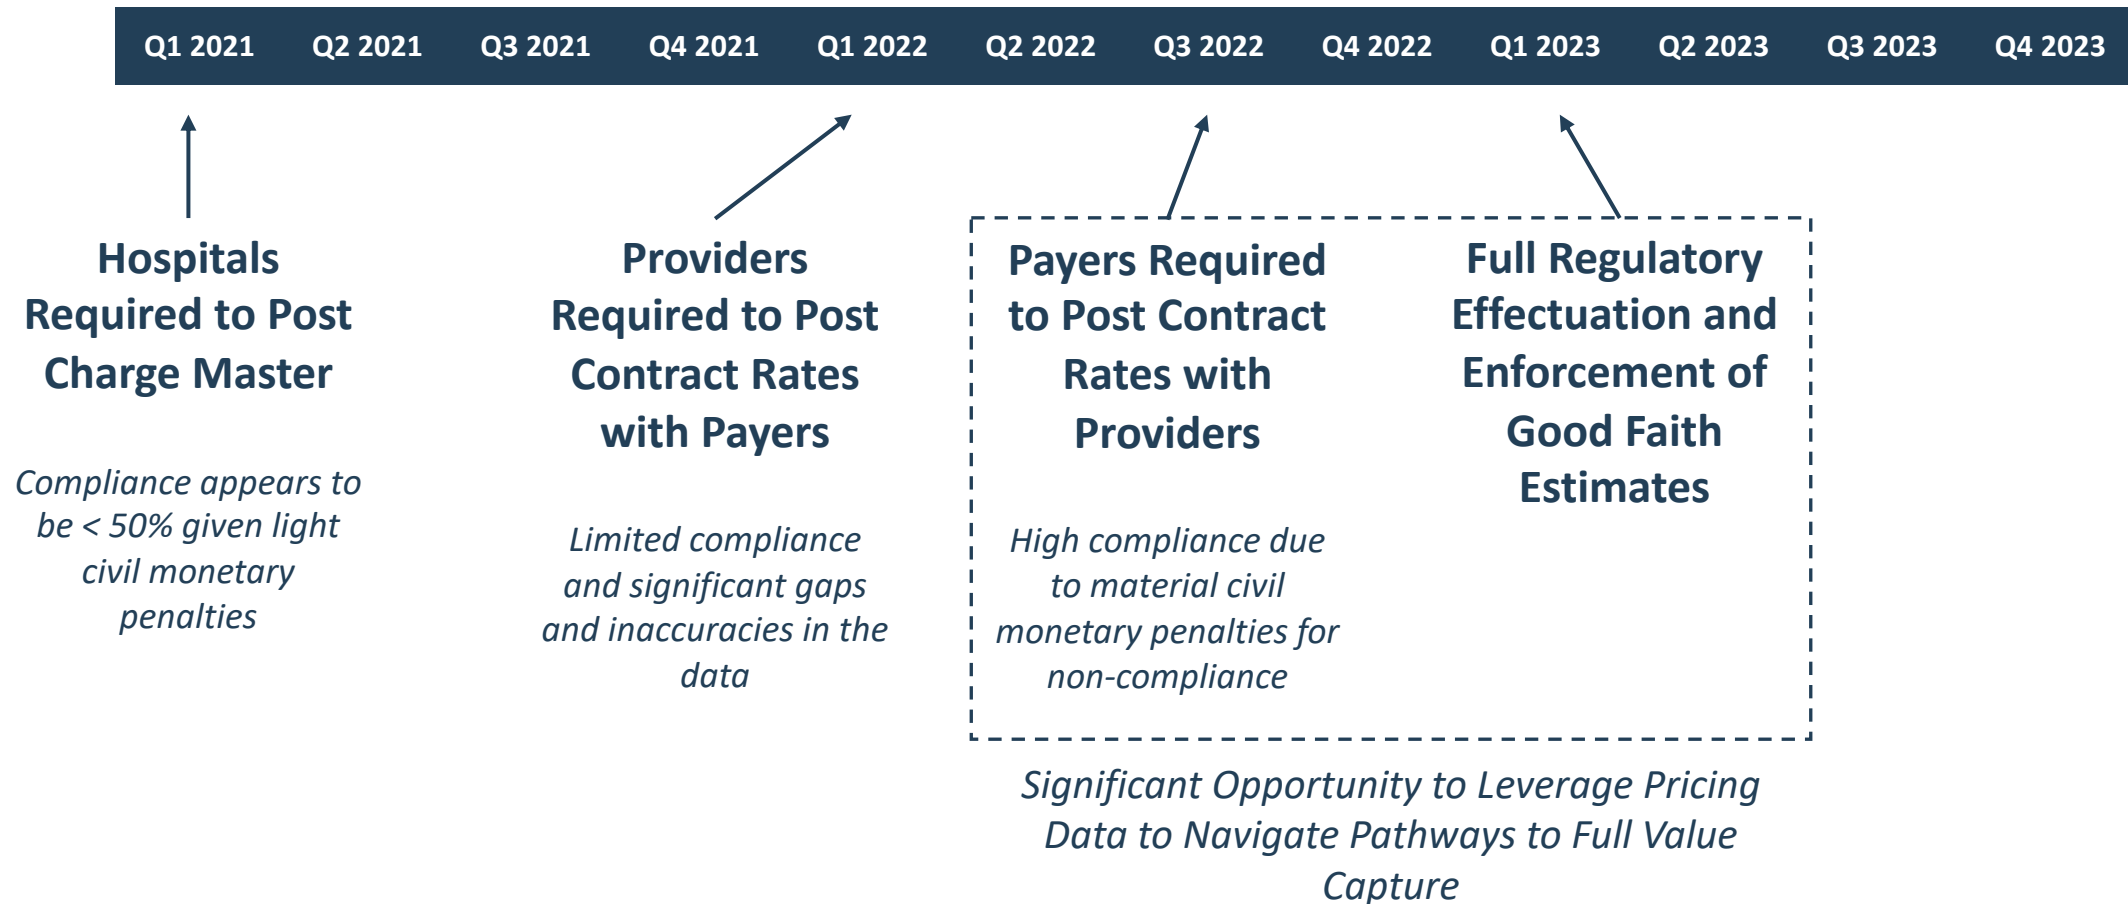 Q1 2021 Q2 2021 Q3 2021 Q4 2021 Q1 2022 Q2 2022 Q3 2022 Q4 2022 Q1 2023 Q2 2023 Q3 2023 Q4 2023
Hospitals
Required to Post
Charge Master
Compliance appears to
be < 50% given light
civil monetary
penalties
Providers
Required to Post
Contract Rates
with Payers
Limited compliance
and significant gaps
and inaccuracies in the
data
Payers Required
to Post Contract
Rates with
Providers
High compliance due
to material civil
monetary penalties for
non-compliance
Full Regulatory
Effectuation and
Enforcement of
Good Faith
Estimates
Significant Opportunity to Leverage Pricing
Data to Navigate Pathways to Full Value
Capture